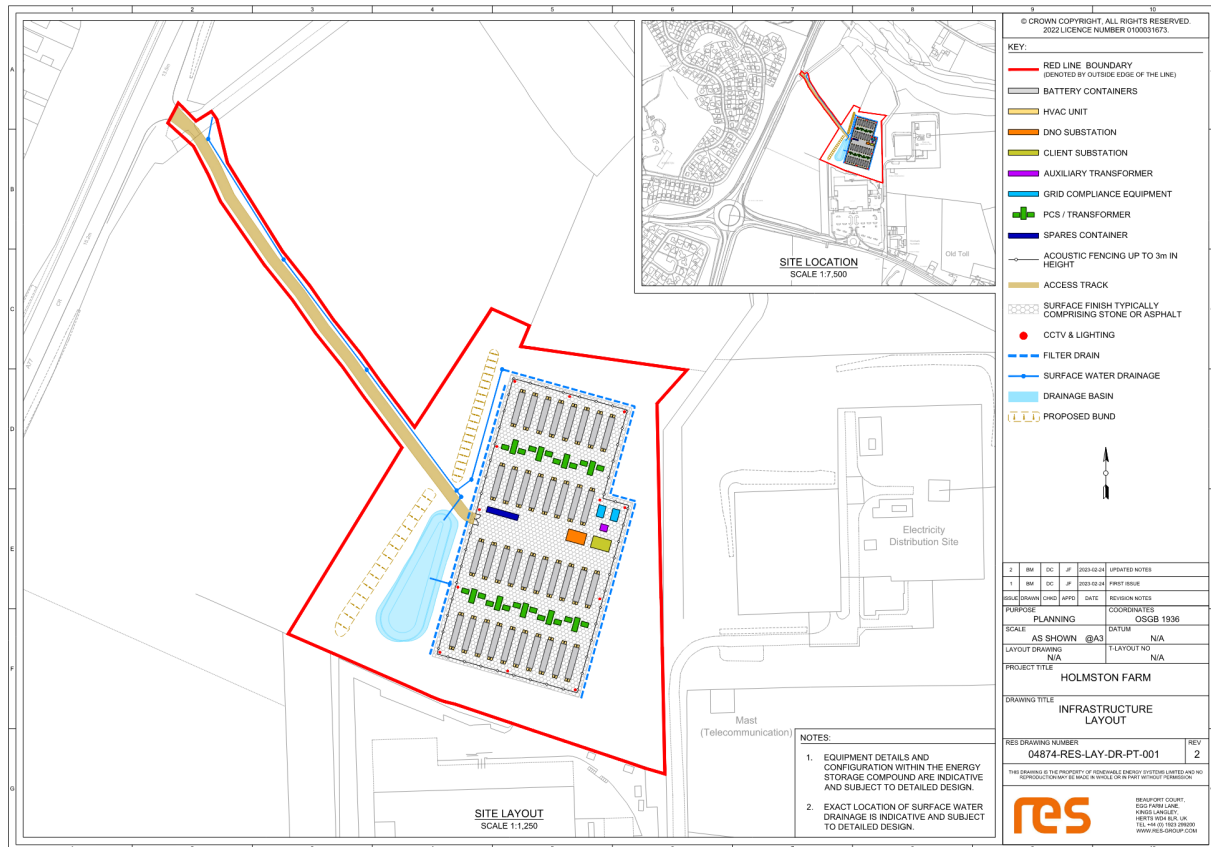 1 2 3 4 5 6 7 8 9 10
A
B
C
D
E
F
G
SITE LOCATION
SCALE 1:7,500
Old Toll
Electricity
Distribution Site
Mast
(Telecommunication)
SITE LAYOUT
SCALE 1:1,250
NOTES:
1. EQUIPMENT DETAILS AND
CONFIGURATION WITHIN THE ENERGY
STORAGE COMPOUND ARE INDICATIVE
AND SUBJECT TO DETAILED DESIGN.
2. EXACT LOCATION OF SURFACE WATER
DRAINAGE IS INDICATIVE AND SUBJECT
TO DETAILED DESIGN.
© CROWN COPYRIGHT, ALL RIGHTS RESERVED.
2022 LICENCE NUMBER 0100031673.
KEY:
RED LINE BOUNDARY
(DENOTED BY OUTSIDE EDGE OF THE LINE)
BATTERY CONTAINERS
HVAC UNIT
DNO SUBSTATION
CLIENT SUBSTATION
AUXILIARY TRANSFORMER
GRID COMPLIANCE EQUIPMENT
PCS / TRANSFORMER
SPARES CONTAINER
ACOUSTIC FENCING UP TO 3m IN
HEIGHT
ACCESS TRACK
SURFACE FINISH TYPICALLY
COMPRISING STONE OR ASPHALT
CCTV & LIGHTING
FILTER DRAIN
SURFACE WATER DRAINAGE
DRAINAGE BASIN
PROPOSED BUND
2 BM DC JF 2023-02-24 UPDATED NOTES
1 BM DC JF 2023-02-24 FIRST ISSUE
ISSUE DRAWN CHKD APPD DATE REVISION NOTES
PURPOSE COORDINATES
PLANNING OSGB 1936
SCALE DATUM
AS SHOWN @A3 N/A
LAYOUT DRAWING T-LAYOUT NO
N/A N/A
PROJECT TITLE
HOLMSTON FARM
DRAWING TITLE
INFRASTRUCTURE
LAYOUT
RES DRAWING NUMBER REV
04874-RES-LAY-DR-PT-001 2
THIS DRAWING IS THE PROPERTY OF RENEWABLE ENERGY SYSTEMS LIMITED AND NO
REPRODUCTION MAY BE MADE IN WHOLE OR IN PART WITHOUT PERMISSION
res
BEAUFORT COURT,
EGG FARM LANE,
KINGS LANGLEY,
HERTS WD4 8LR, UK
TEL +44 (0) 1923 299200
WWW.RES-GROUP.COM